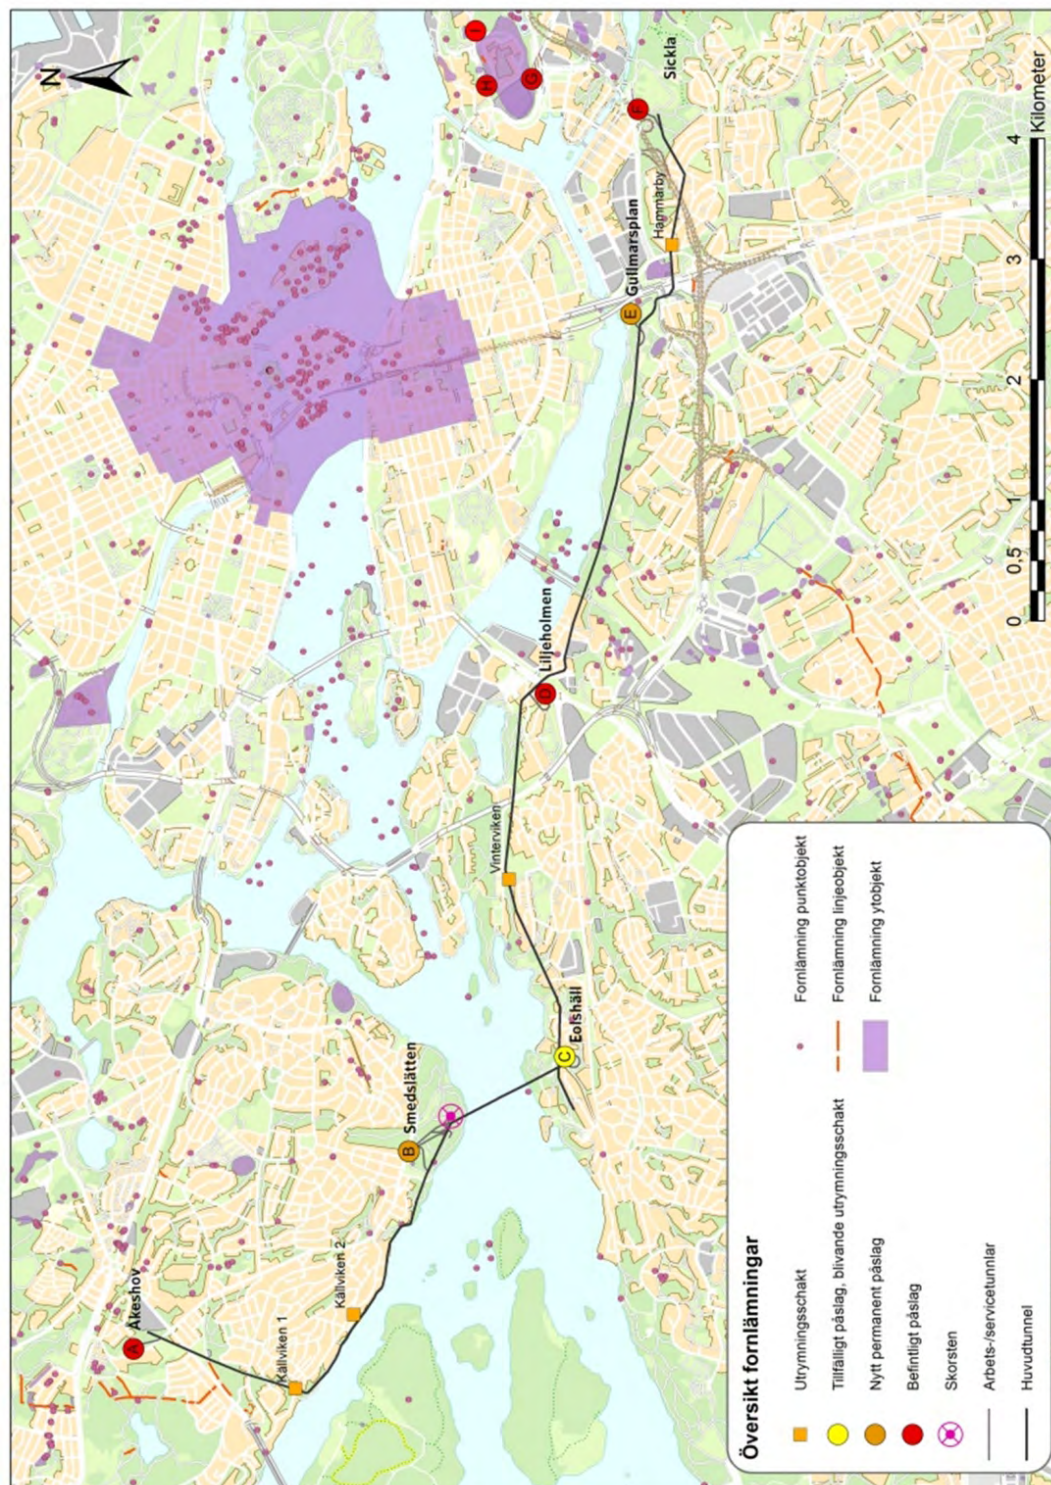 N
A
Åkeshov
Källviken 1
Källviken 2
B
Smedslätten
C
Eolshäll
Vinterviken
D
Liljeholmen
E
Gullmarsplan
Hammarby
F
Sickla
G
H
I
0 0,5 1 2 3 4
Kilometer
Översikt fornlämningar
Utrymningsschakt
Tillfälligt påslag, blivande utrymningsschakt
Nytt permanent påslag
Befintligt påslag
Skorsten
Arbets-/servicetunnlar
Huvudtunnel
Fornlämning punktobjekt
Fornlämning linjeobjekt
Fornlämning ytobjekt